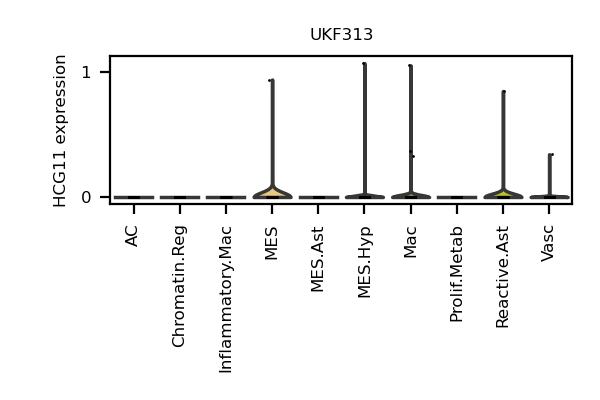 UKF313
HCG11 expression
1
0
AC
Chromatin.Reg
Inflammatory.Mac
MES
MES.Ast
MES.Hyp
Mac
Prolif.Metab
Reactive.Ast
Vasc